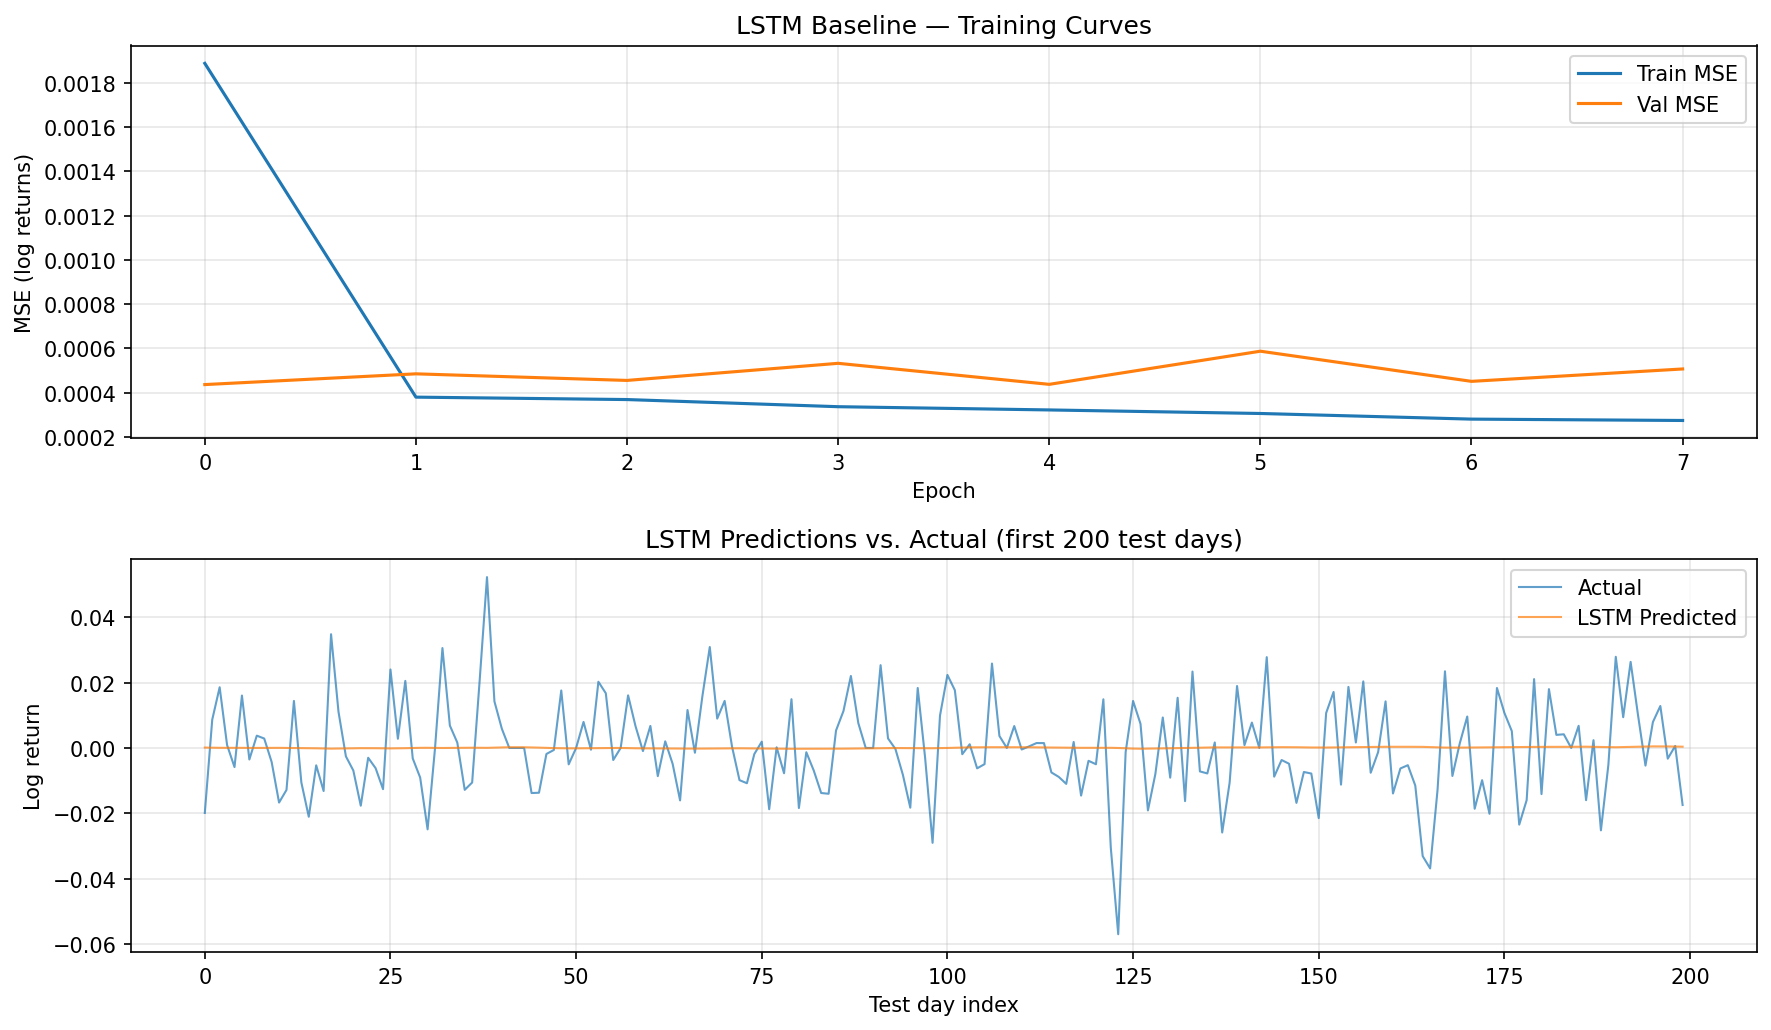 LSTM Baseline — Training Curves
MSE (log returns)
0.0018
0.0016
0.0014
0.0012
0.0010
0.0008
0.0006
0.0004
0.0002
Train MSE
Val MSE
0 1 2 3 4 5 6 7
Epoch
LSTM Predictions vs. Actual (first 200 test days)
Log return
0.04
0.02
0.00
−0.02
−0.04
−0.06
Actual
LSTM Predicted
0 25 50 75 100 125 150 175 200
Test day index